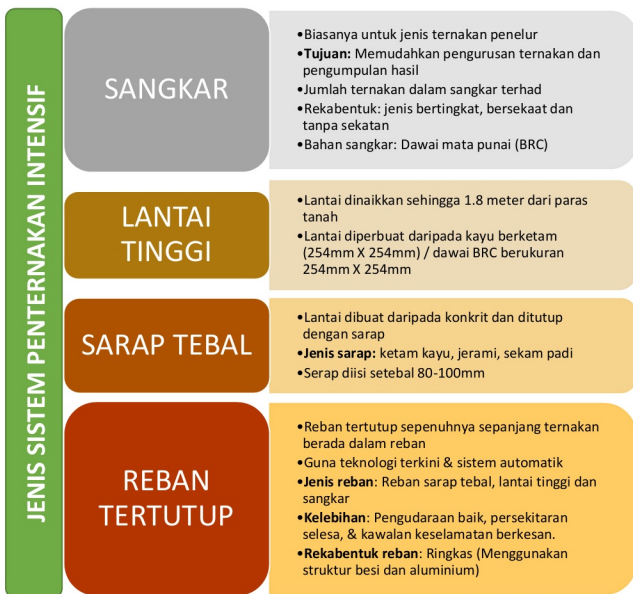 JENIS SISTEM PENTERNAKAN INTENSIF
SANGKAR
•Biasanya untuk jenis ternakan penelur
•Tujuan: Memudahkan pengurusan ternakan dan
pengumpulan hasil
•Jumlah ternakan dalam sangkar terhad
•Rekabentuk: jenis bertingkat, bersekaat dan
tanpa sekatan
•Bahan sangkar: Dawai mata punai (BRC)
LANTAI
TINGGI
•Lantai dinaikkan sehingga 1.8 meter dari paras
tanah
•Lantai diperbuat daripada kayu berketam
(254mm X 254mm) / dawai BRC berukuran
254mm X 254mm
SARAP TEBAL
•Lantai dibuat daripada konkrit dan ditutup
dengan sarap
•Jenis sarap: ketam kayu, jerami, sekam padi
•Serap diisi setebal 80-100mm
REBAN
TERTUTUP
•Reban tertutup sepenuhnya sepanjang ternakan
berada dalam reban
•Guna teknologi terkini & sistem automatik
•Jenis reban: Reban sarap tebal, lantai tinggi dan
sangkar
•Kelebihan: Pengudaraan baik, persekitaran
selesa, & kawalan keselamatan berkesan.
•Rekabentuk reban: Ringkas (Menggunakan
struktur besi dan aluminium)